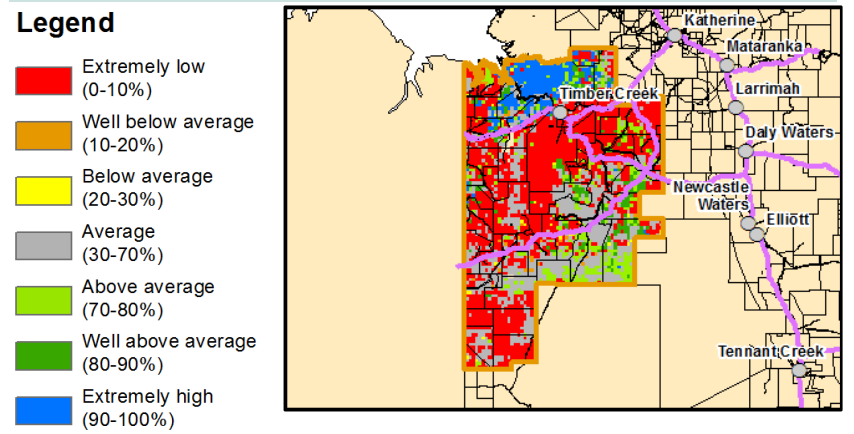 Legend
Extremely low
(0-10%)
Well below average
(10-20%)
Below average
(20-30%)
Average
(30-70%)
Above average
(70-80%)
Well above average
(80-90%)
Extremely high
(90-100%)
Katherine
Mataranka
Larrimah
Timber Creek
Daly Waters
Newcastle
Waters
Elliott
Tennant Creek